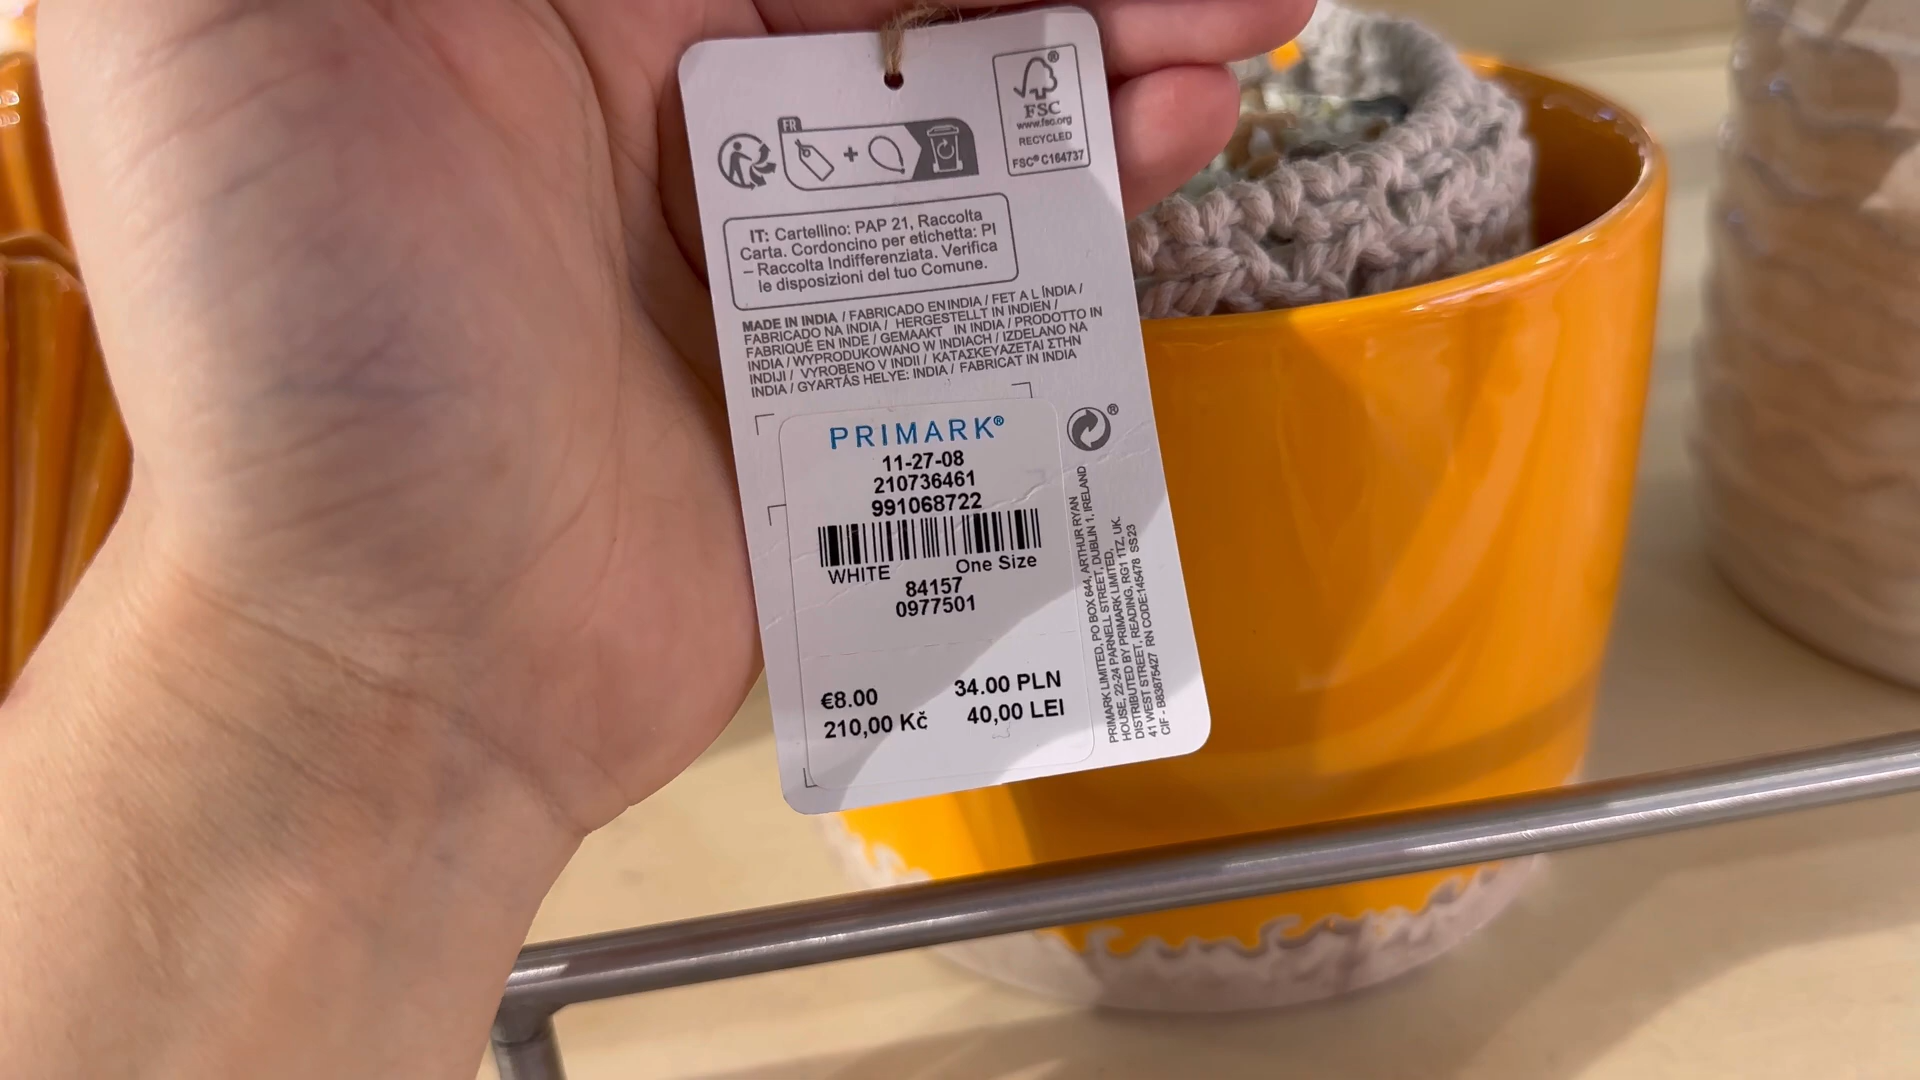 FSC®
www.fsc.org
RECYCLED
FSC® C164737
FR
IT: Cartellino: PAP 21, Raccolta
Carta. Cordoncino per etichetta: PI
– Raccolta Indifferenziata. Verifica
le disposizioni del tuo Comune.
MADE IN INDIA / FABRICADO EN INDIA / FET A L ÍNDIA /
FABRICADO NA INDIA / HERGESTELLT IN INDIEN /
FABRIQUÉ EN INDE / GEMAAKT IN INDIA / PRODOTTO IN
INDIA / WYPRODUKOWANO W INDIACH / IZDELANO NA
INDIJI / VYROBENO V INDII / ΚΑΤΑΣΚΕΥΑΖΕΤΑΙ ΣΤΗΝ
INDIA / GYÁRTÁS HELYE: INDIA / FABRICAT IN INDIA
PRIMARK®
11-27-08
210736461
991068722
WHITE One Size
84157
0977501
€8.00 34.00 PLN
210,00 Kč 40,00 LEI
PRIMARK LIMITED, PO BOX 644, ARTHUR RYAN
HOUSE, 22-24 PARNELL STREET, DUBLIN 1, IRELAND
DISTRIBUTED BY PRIMARK LIMITED,
41 WEST STREET, READING, RG1 1TZ, UK.
CIF - B83875427 RN CODE:145478 SS23